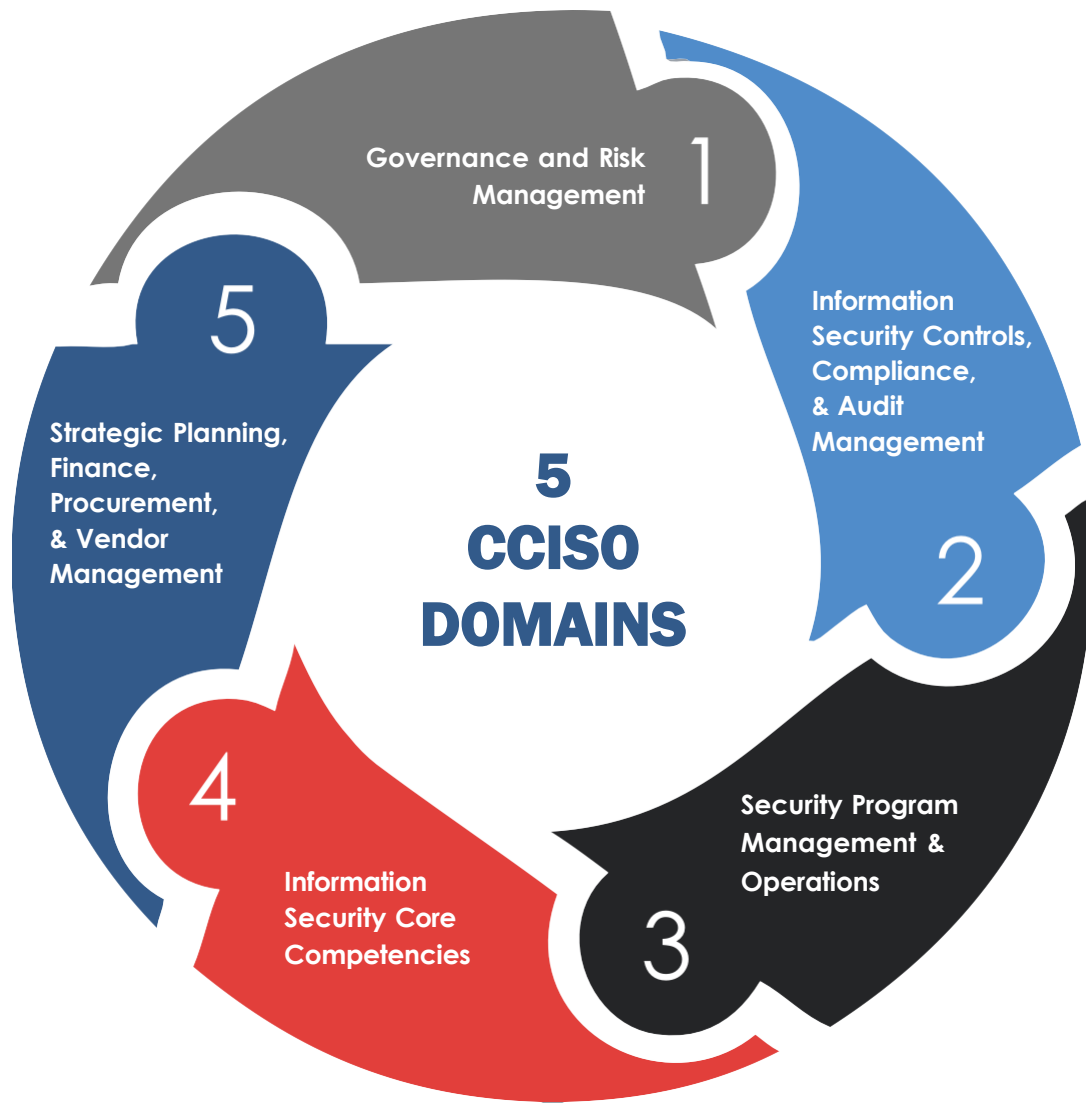 5
CCISO
DOMAINS
Governance and Risk
Management
1
Information
Security Controls,
Compliance,
& Audit
Management
2
Security Program
Management &
Operations
3
Information
Security Core
Competencies
4
Strategic Planning,
Finance,
Procurement,
& Vendor
Management
5